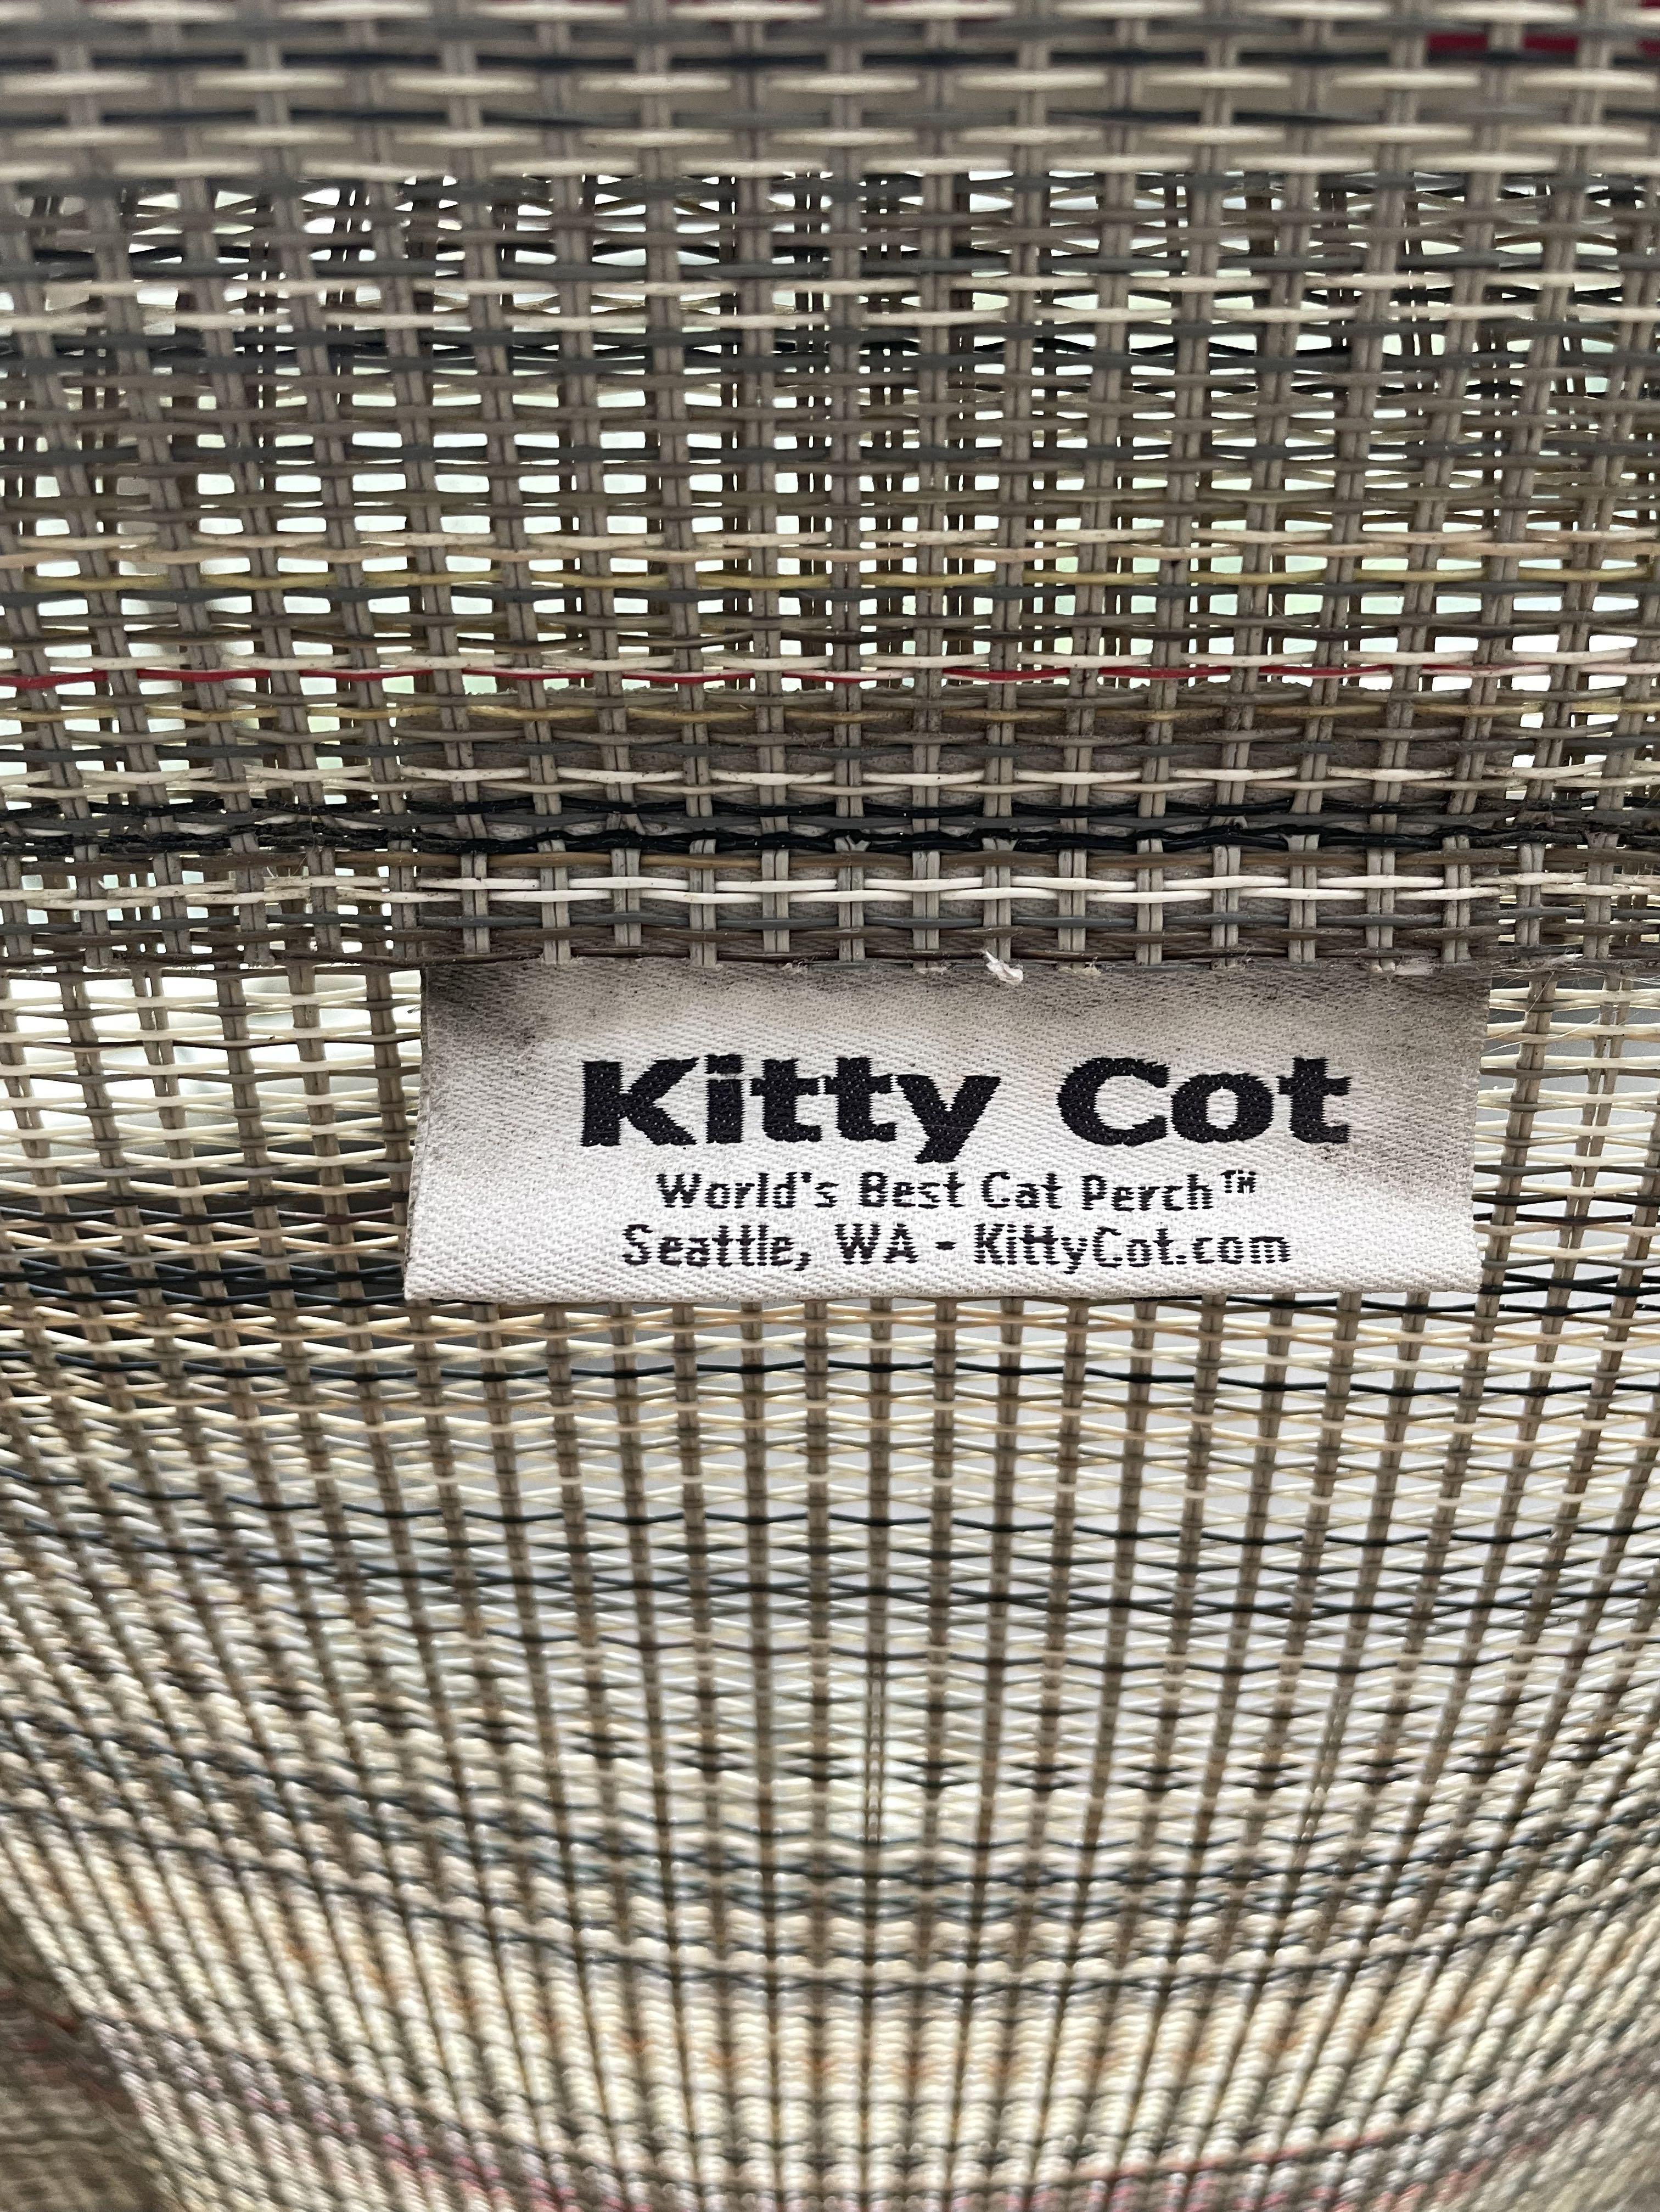 Kitty Cot
World's Best Cat Perch™
Seattle, WA • KittyCot.com